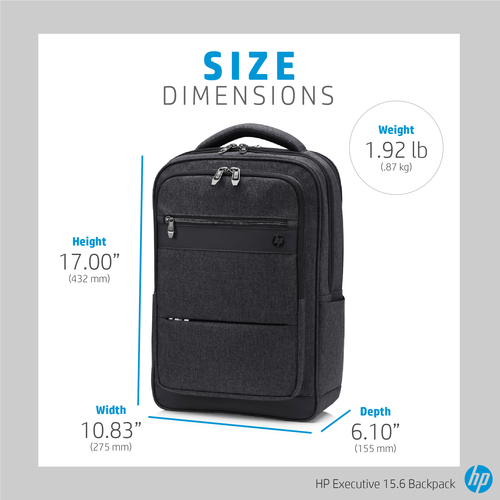 SIZE
DIMENSIONS
Weight
1.92 lb
(.87 kg)
Height
17.00”
(432 mm)
hp
Width
10.83”
(275 mm)
Depth
6.10”
(155 mm)
HP Executive 15.6 Backpack
hp